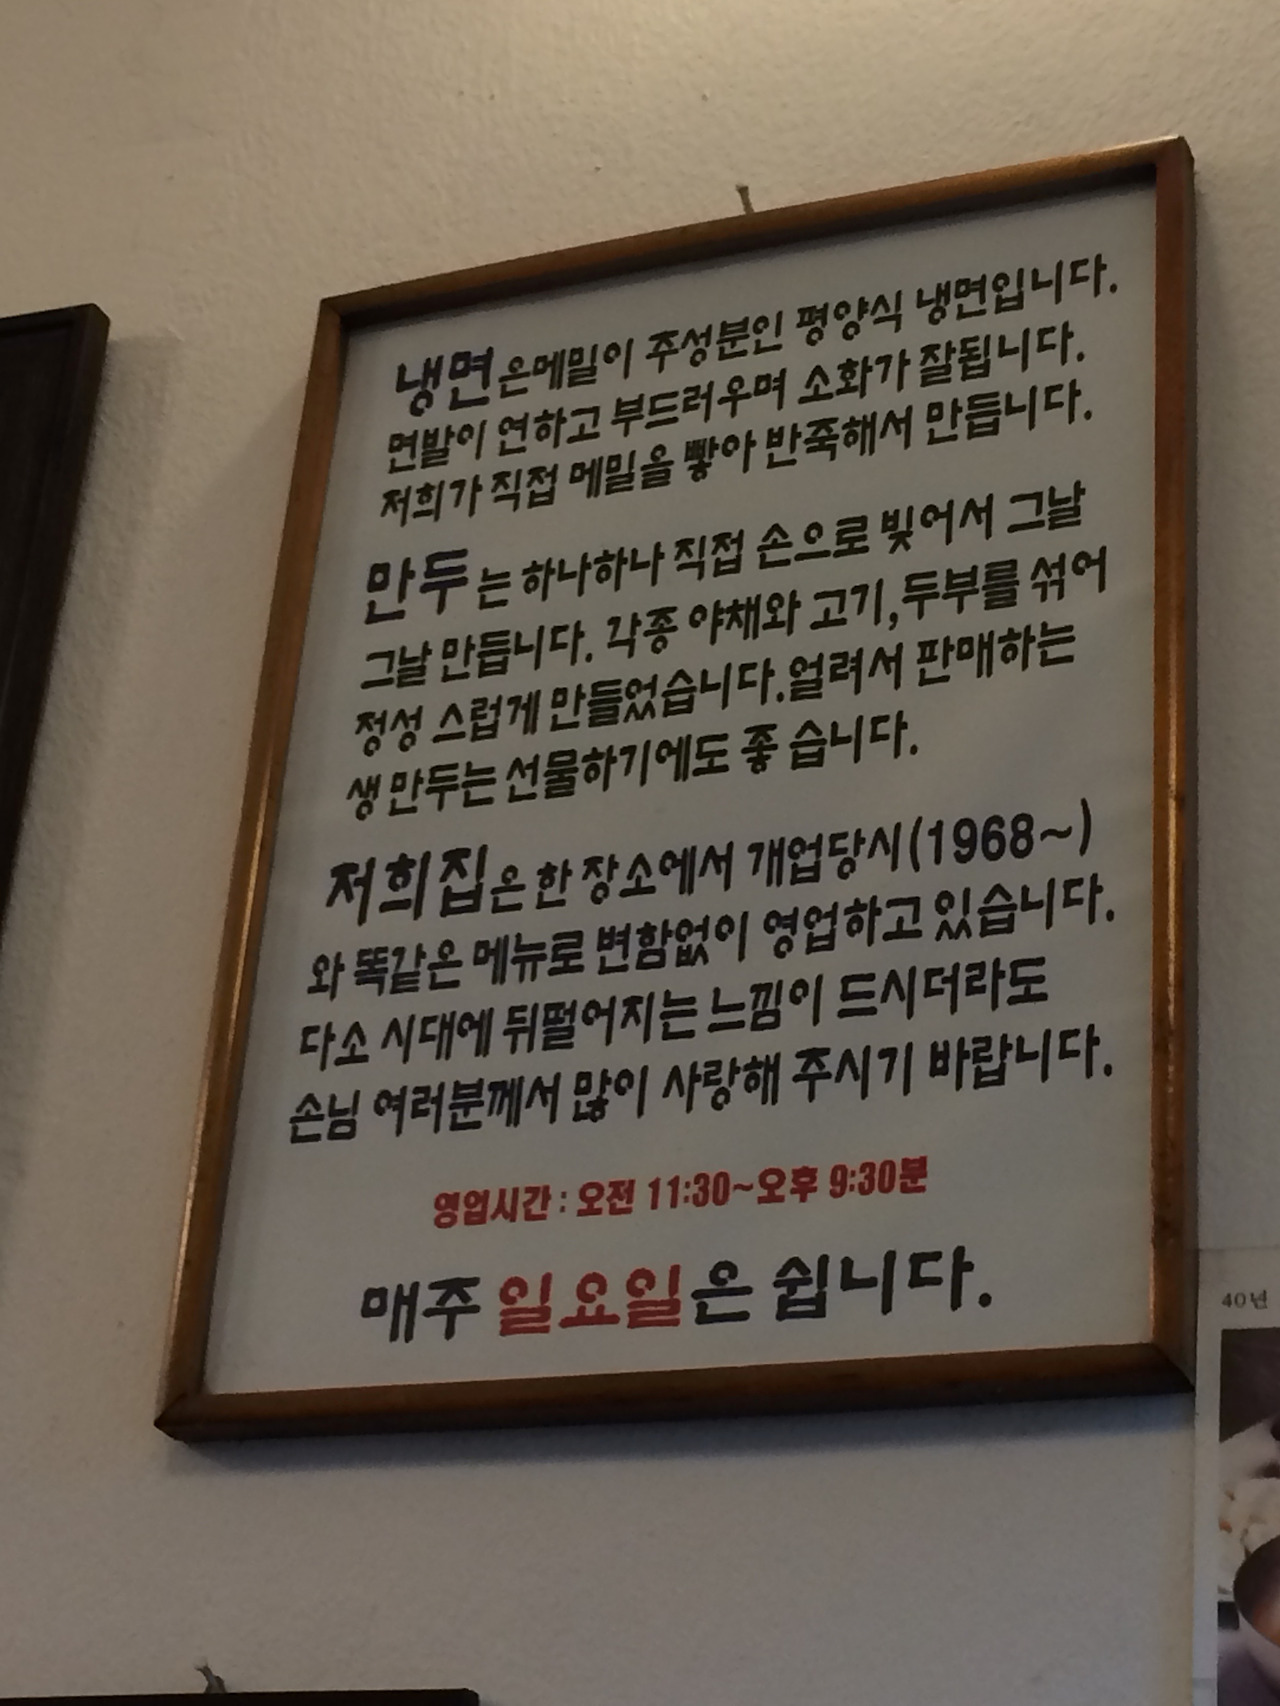 냉면은메밀이 주성분인 평양식 냉면입니다.
면발이 연하고 부드러우며 소화가 잘됩니다.
저희가 직접 메밀을 빻아 반죽해서 만듭니다.
만두는 하나하나 직접 손으로 빚어서 그날
그날 만듭니다. 각종 야채와 고기,두부를 섞어
정성 스럽게 만들었습니다.얼려서 판매하는
생 만두는 선물하기에도 좋 습니다.
저희집은 한 장소에서 개업당시(1968~)
와 똑같은 메뉴로 변함없이 영업하고 있습니다.
다소 시대에 뒤떨어지는 느낌이 드시더라도
손님 여러분께서 많이 사랑해 주시기 바랍니다.
영업시간 : 오전 11:30~오후 9:30분
매주 일요일은 쉽니다.
40년